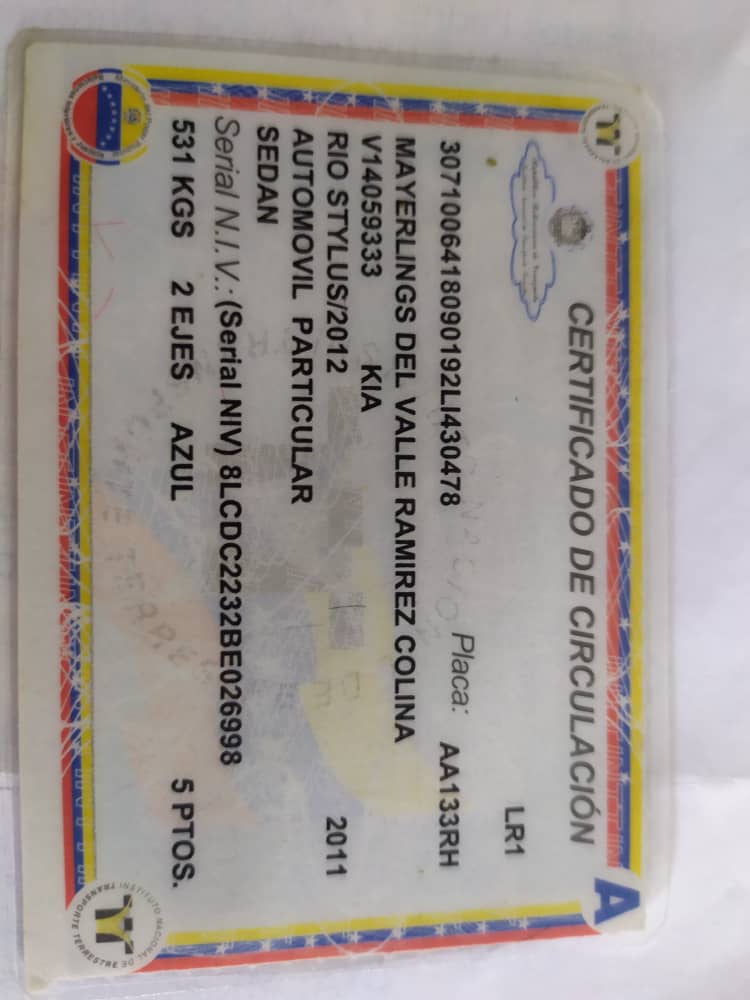 CERTIFICADO DE CIRCULACIÓN
A
LR1
3071006418090192LI430478 Placa: AA133RH
MAYERLINGS DEL VALLE RAMIREZ COLINA
V14059333 KIA
RIO STYLUS/2012 2011
AUTOMOVIL PARTICULAR
SEDAN
Serial N.I.V.: (Serial NIV) 8LCDC2232BE026998
531 KGS 2 EJES AZUL 5 PTOS.
INSTITUTO NACIONAL DE TRANSPORTE TERRESTRE